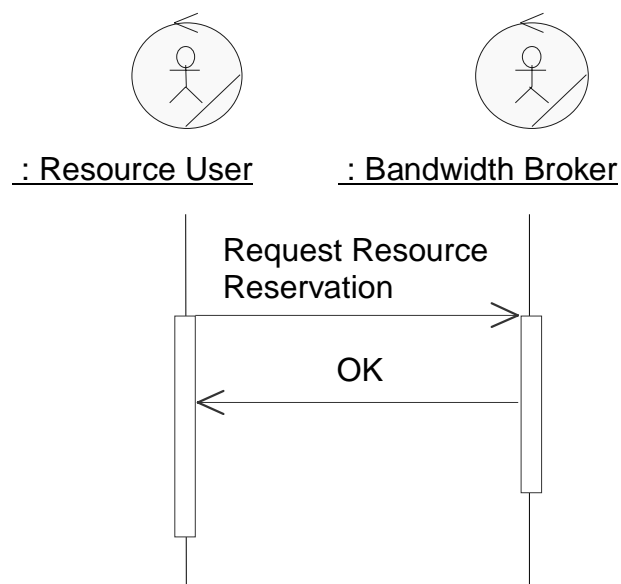 : Resource User
: Bandwidth Broker
Request Resource
Reservation
OK